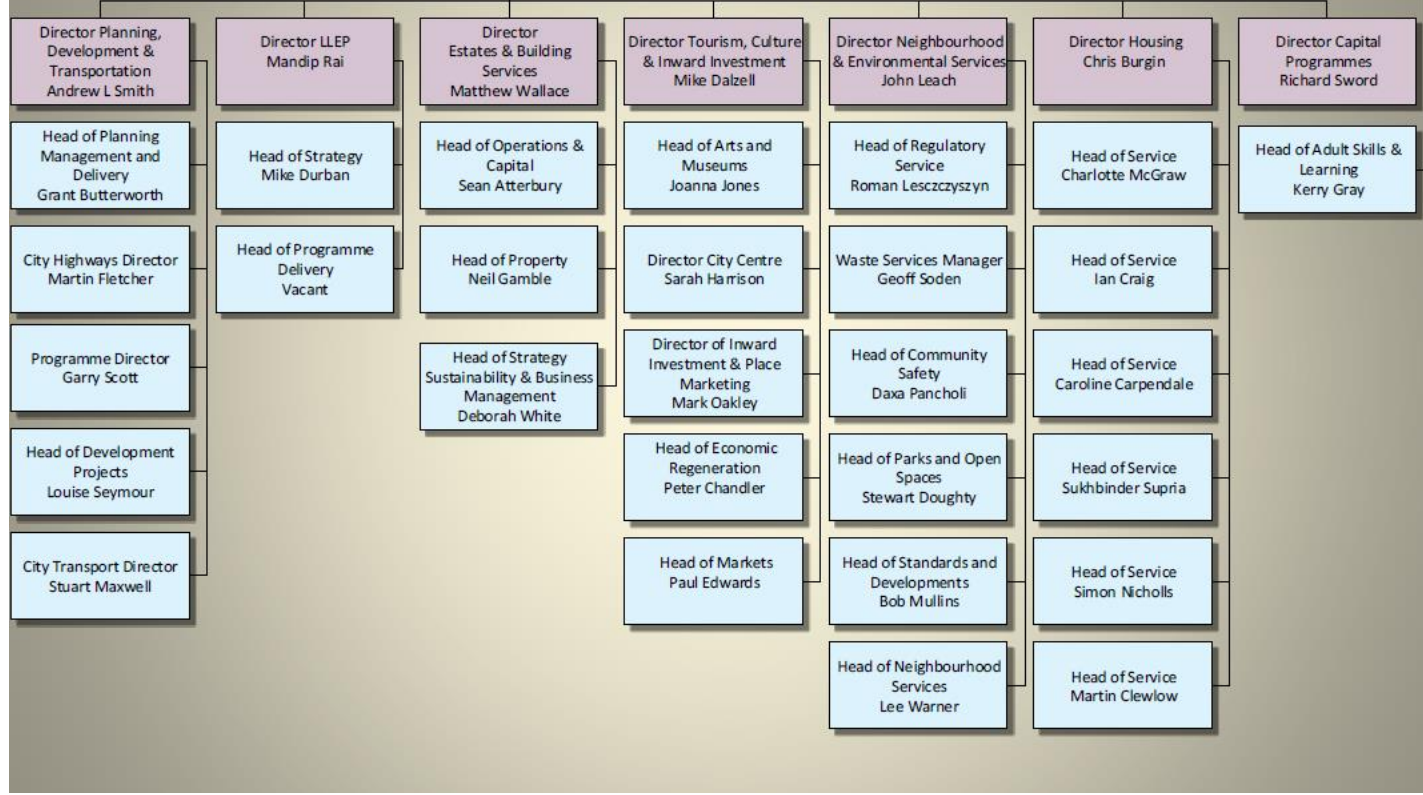 Director Planning,
Development &
Transportation
Andrew L Smith
Head of Planning
Management and
Delivery
Grant Butterworth
City Highways Director
Martin Fletcher
Programme Director
Garry Scott
Head of Development
Projects
Louise Seymour
City Transport Director
Stuart Maxwell
Director LLEP
Mandip Rai
Head of Strategy
Mike Durban
Head of Programme
Delivery
Vacant
Director
Estates & Building
Services
Matthew Wallace
Head of Operations &
Capital
Sean Atterbury
Head of Property
Neil Gamble
Head of Strategy
Sustainability & Business
Management
Deborah White
Director Tourism, Culture
& Inward Investment
Mike Dalzell
Head of Arts and
Museums
Joanna Jones
Director City Centre
Sarah Harrison
Director of Inward
Investment & Place
Marketing
Mark Oakley
Head of Economic
Regeneration
Peter Chandler
Head of Markets
Paul Edwards
Director Neighbourhood
& Environmental Services
John Leach
Head of Regulatory
Service
Roman Lesczczyszyn
Waste Services Manager
Geoff Soden
Head of Community
Safety
Daxa Pancholi
Head of Parks and Open
Spaces
Stewart Doughty
Head of Standards and
Developments
Bob Mullins
Head of Neighbourhood
Services
Lee Warner
Director Housing
Chris Burgin
Head of Service
Charlotte McGraw
Head of Service
Ian Craig
Head of Service
Caroline Carpendale
Head of Service
Sukhbinder Supria
Head of Service
Simon Nicholls
Head of Service
Martin Clewlow
Director Capital
Programmes
Richard Sword
Head of Adult Skills &
Learning
Kerry Gray